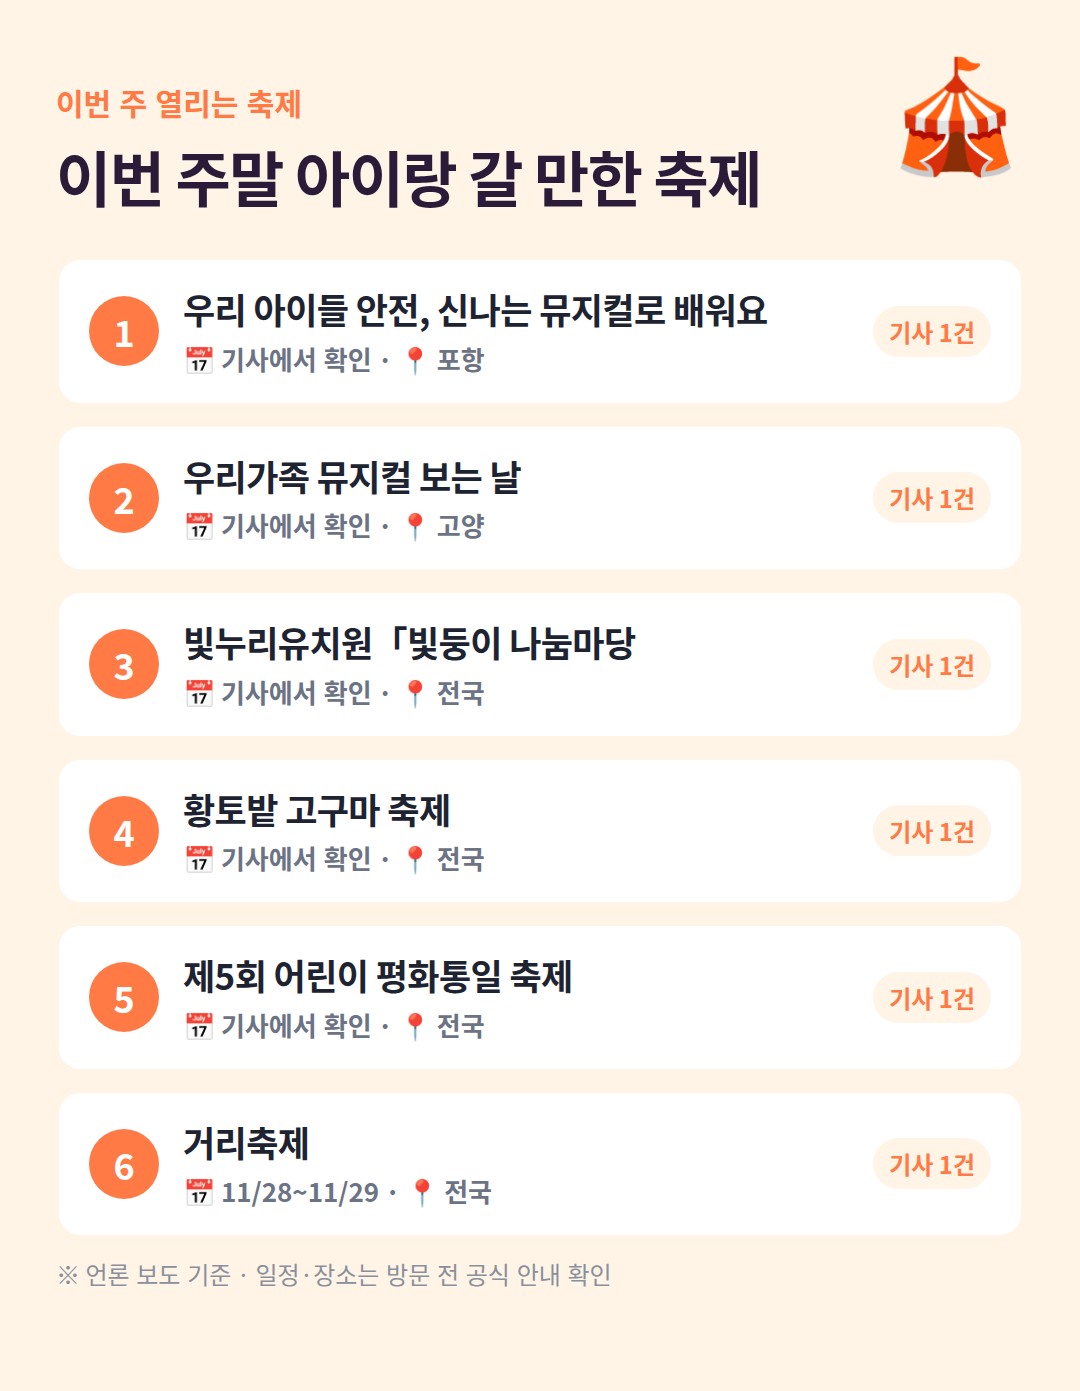 이번 주 열리는 축제
이번 주말 아이랑 갈 만한 축제
1
우리 아이들 안전, 신나는 뮤지컬로 배워요
📅 기사에서 확인 · 📍 포항
기사 1건
2
우리가족 뮤지컬 보는 날
📅 기사에서 확인 · 📍 고양
기사 1건
3
빛누리유치원「빛둥이 나눔마당
📅 기사에서 확인 · 📍 전국
기사 1건
4
황토밭 고구마 축제
📅 기사에서 확인 · 📍 전국
기사 1건
5
제5회 어린이 평화통일 축제
📅 기사에서 확인 · 📍 전국
기사 1건
6
거리축제
📅 11/28~11/29 · 📍 전국
기사 1건
※ 언론 보도 기준 · 일정·장소는 방문 전 공식 안내 확인